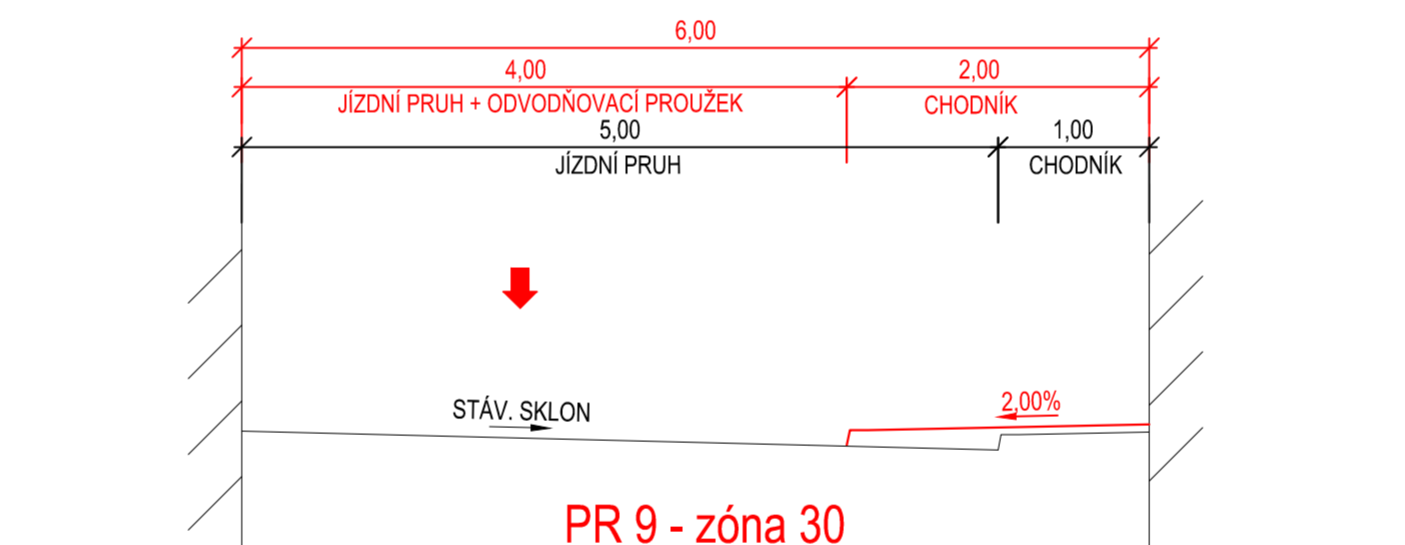 6,00
4,00
2,00
JÍZDNÍ PRUH + ODVODŇOVACÍ PROUŽEK
CHODNÍK
5,00
1,00
JÍZDNÍ PRUH
CHODNÍK
STÁV. SKLON
2,00%
PR 9 - zóna 30